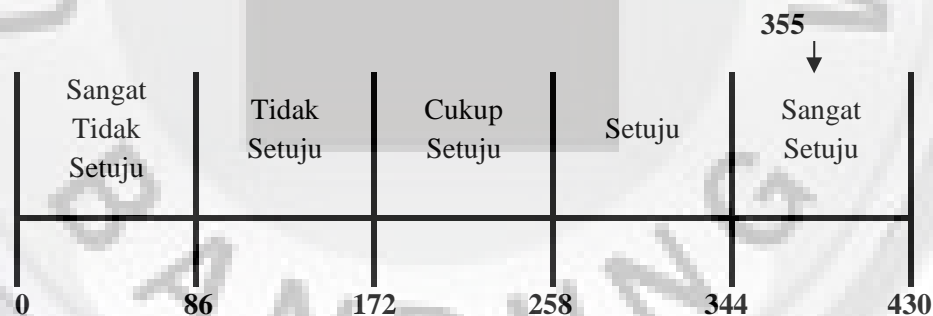 355
Sangat
Tidak
Setuju
Tidak
Setuju
Cukup
Setuju
Setuju
Sangat
Setuju
0 86 172 258 344 430